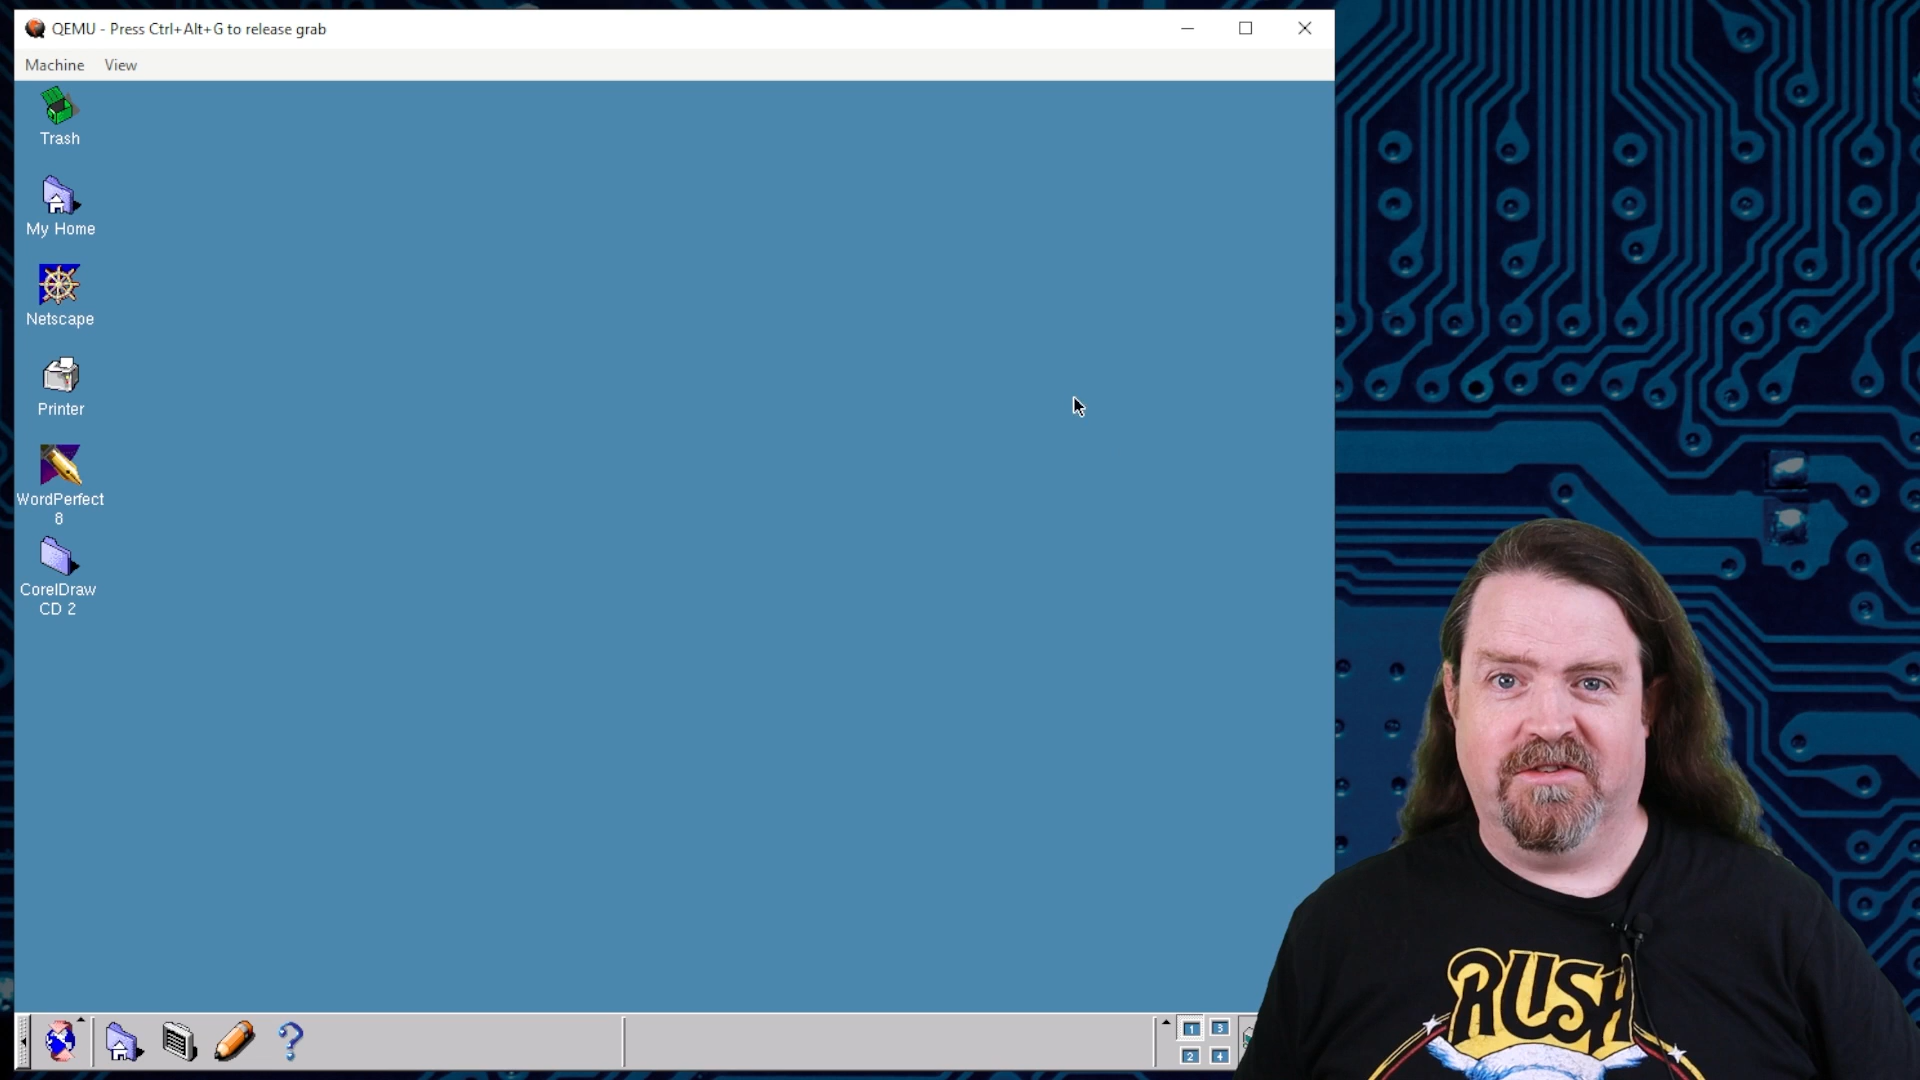 QEMU - Press Ctrl+Alt+G to release grab
Machine View
Trash
My Home
Netscape
Printer
WordPerfect
8
CorelDraw
CD 2
1 3
2 4
RUSH